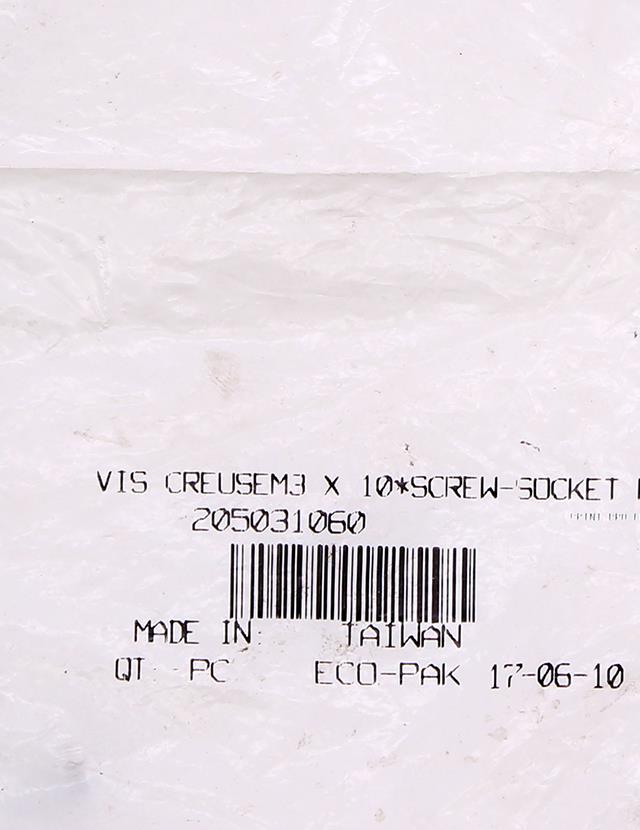 VIS CREUSEM3 X 10*SCREW-SOCKET
205031060
MADE IN: TAIWAN
QT: PC ECO-PAK 17-06-10